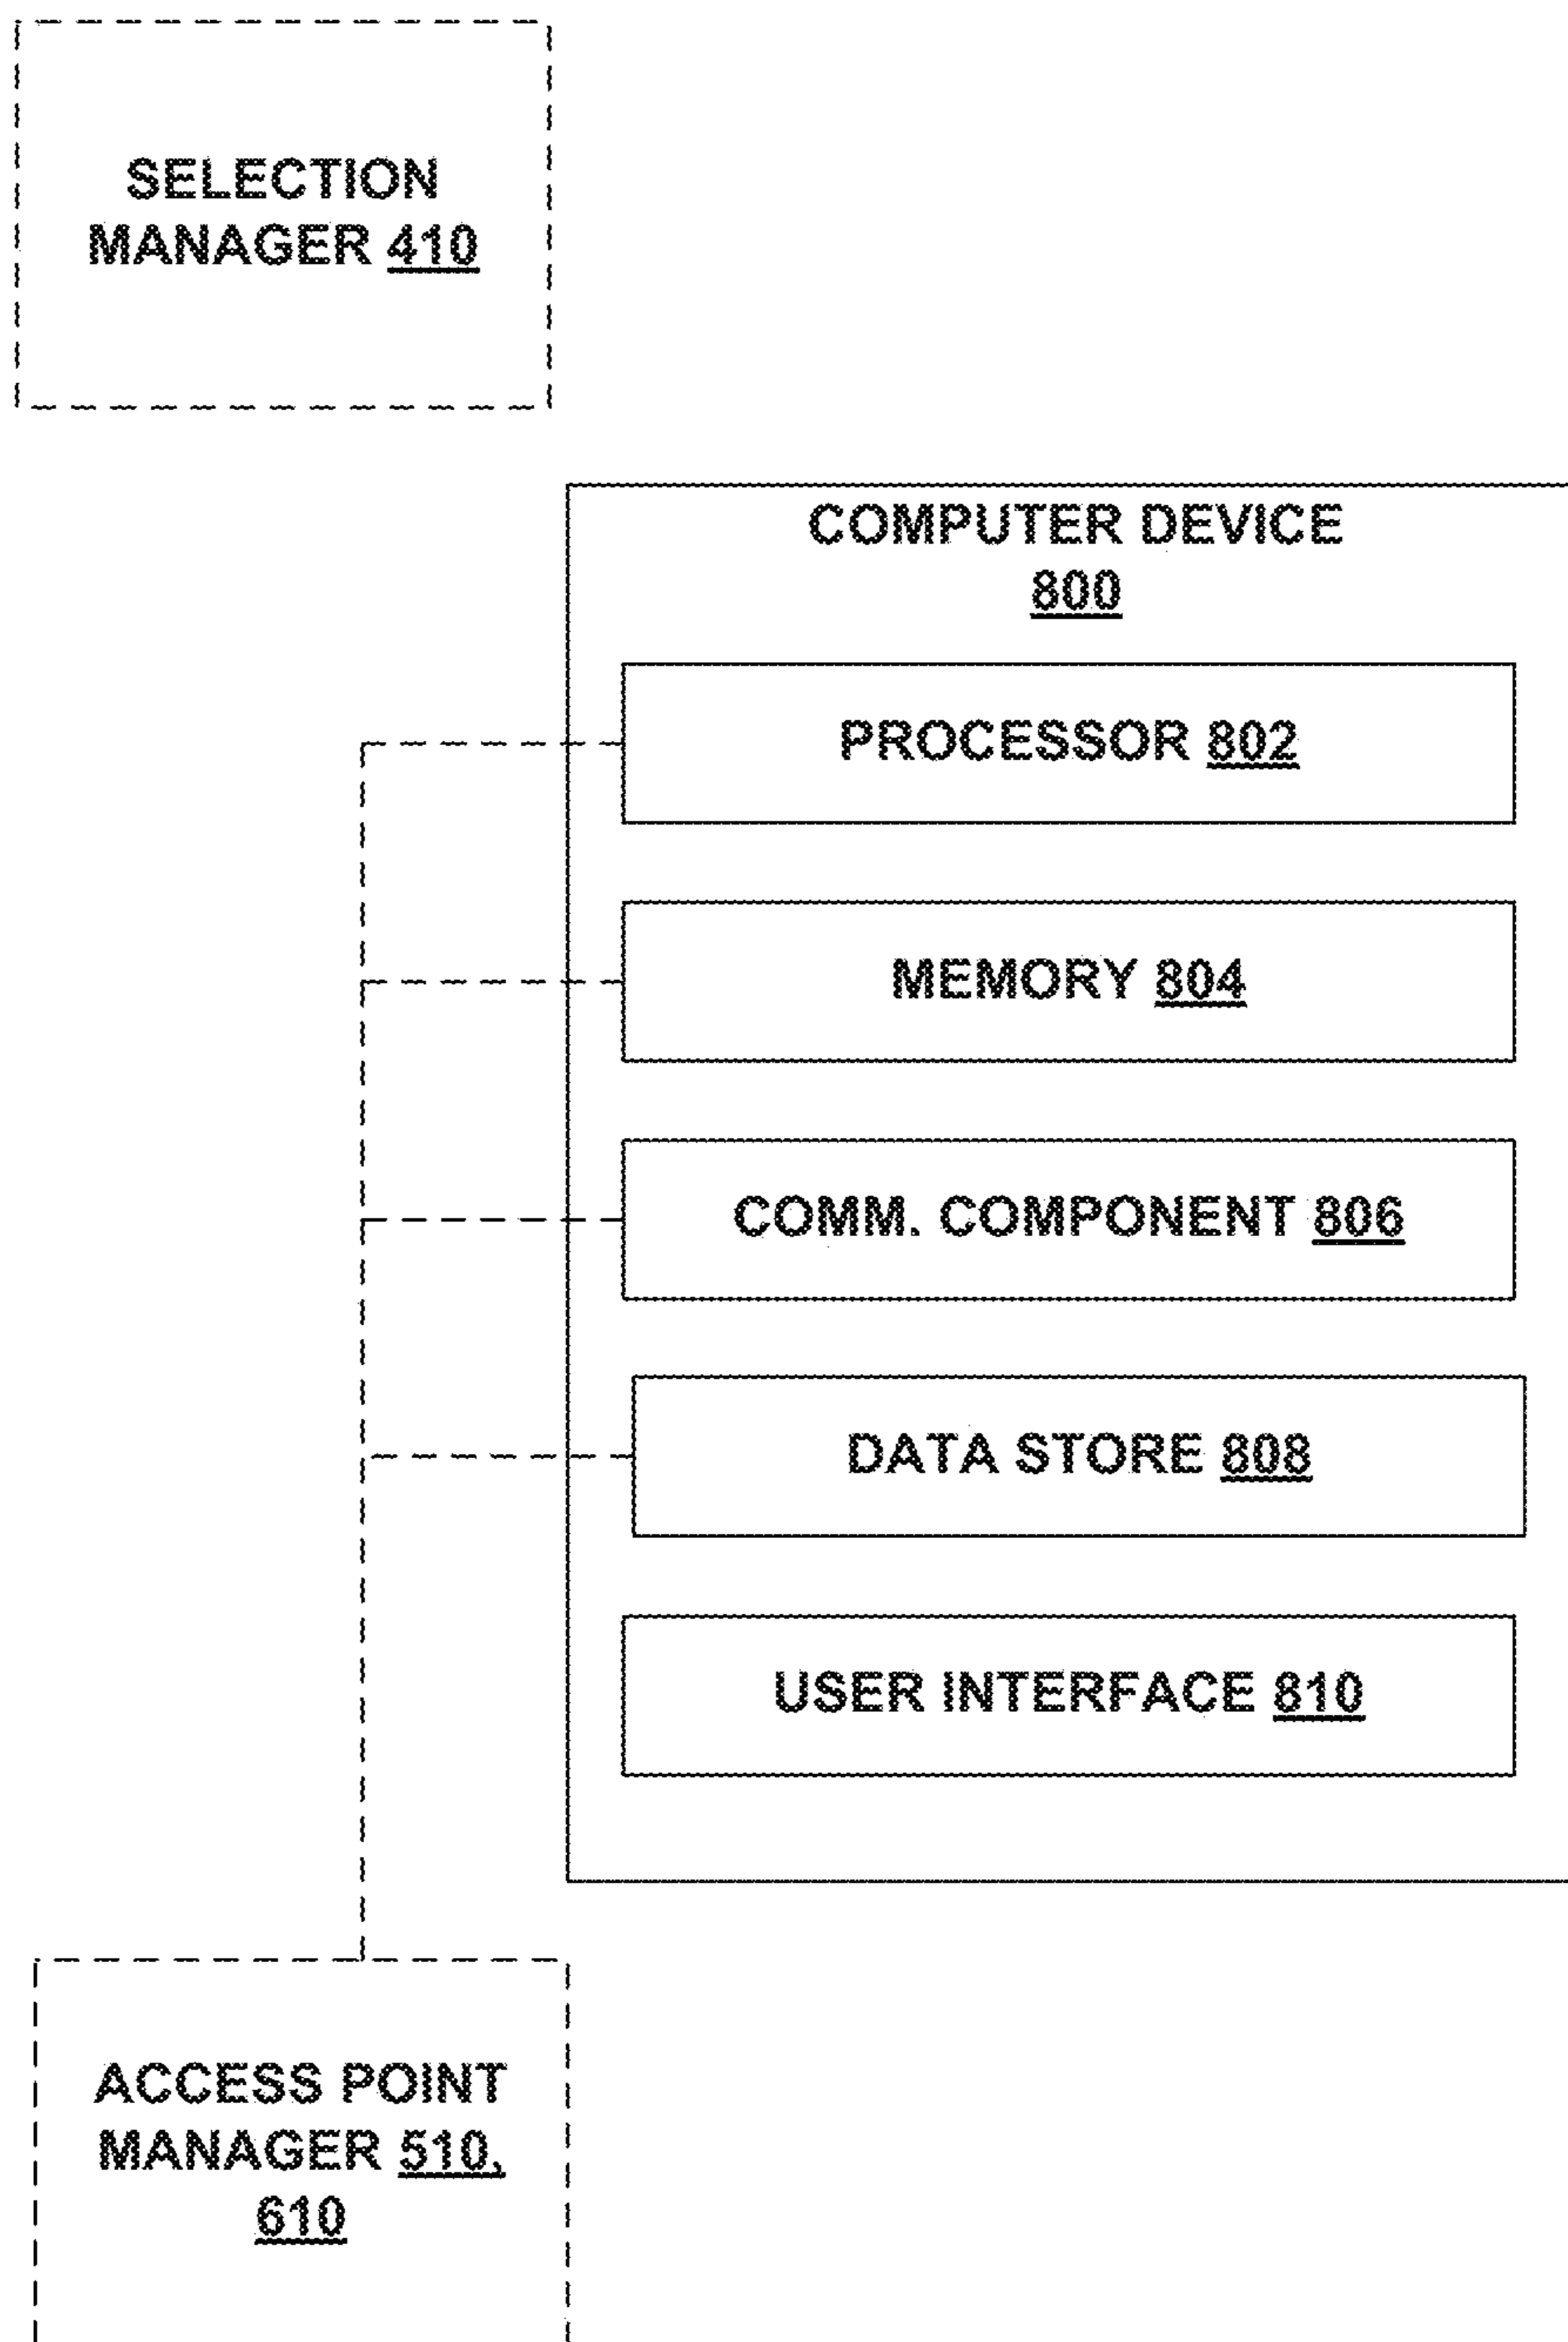 SELECTION
MANAGER 410
COMPUTER DEVICE
800
PROCESSOR 802
MEMORY 804
COMM. COMPONENT 806
DATA STORE 808
USER INTERFACE 810
ACCESS POINT
MANAGER 510,
610